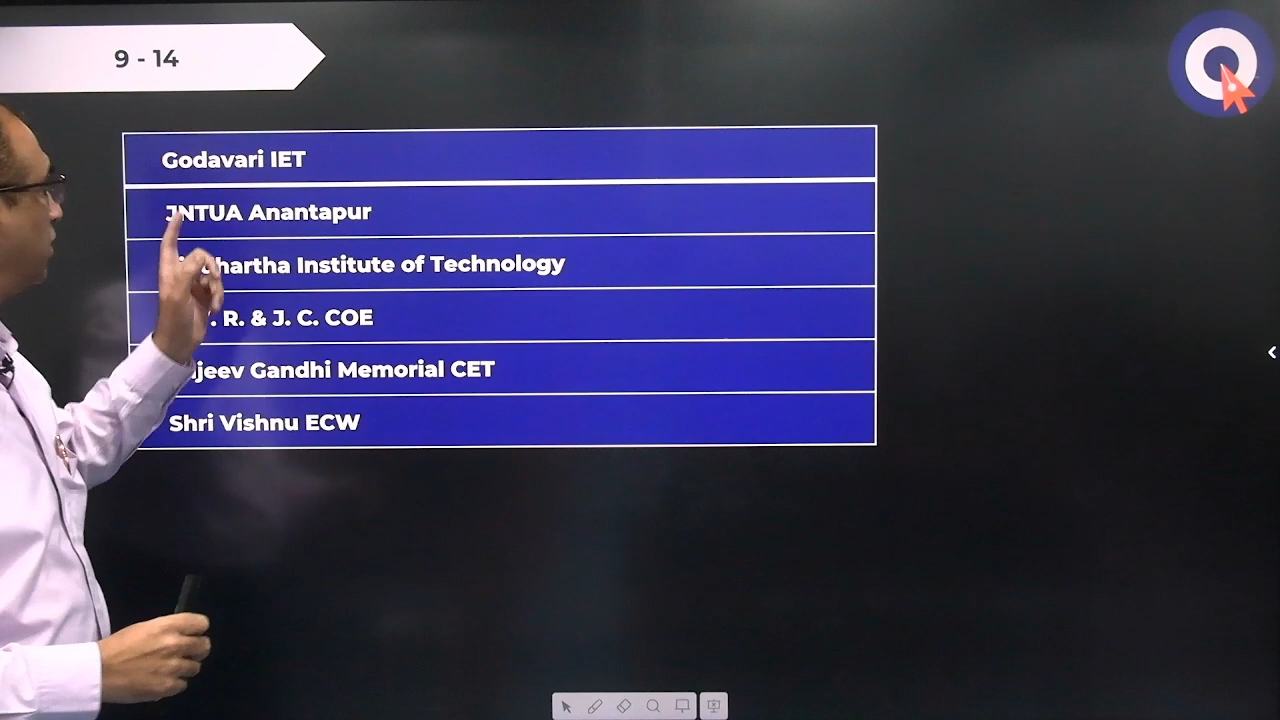 9 - 14
Godavari IET
JNTUA Anantapur
Institute of Technology
R. & J. C. COE
Gandhi Memorial CET
Shri Vishnu ECW